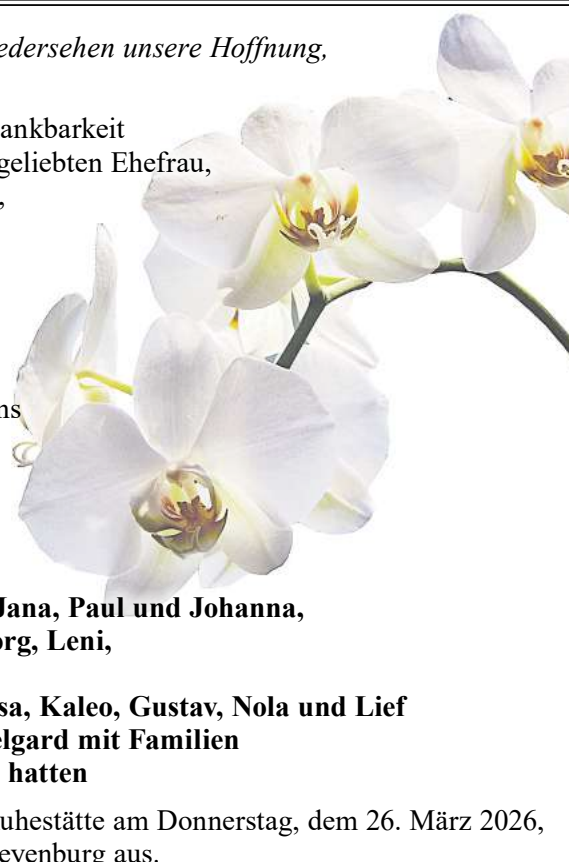 edersehen unsere Hoffnung,
ankbarkeit
geliebten Ehefrau,
,
ns
Jana, Paul und Johanna,
org, Leni,
sa, Kaleo, Gustav, Nola und Lief
elgard mit Familien
hatten
uhestätte am Donnerstag, dem 26. März 2026,
evenburg aus.